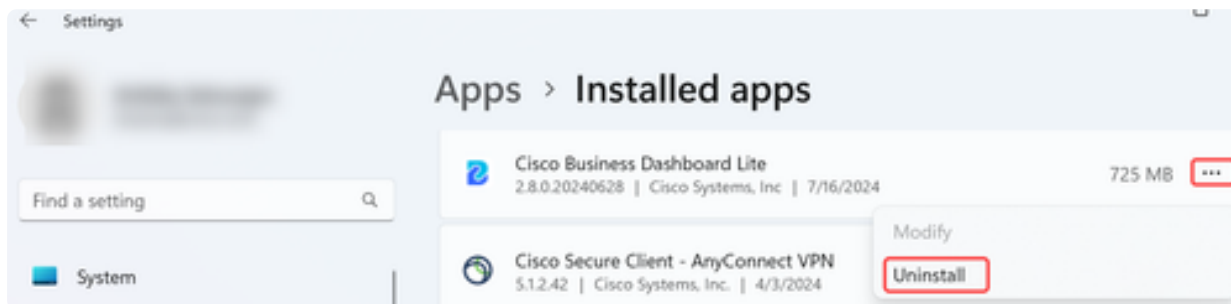 Settings
Apps > Installed apps
Cisco Business Dashboard Lite
2.8.0.20240628 | Cisco Systems, Inc | 7/16/2024
725 MB
Find a setting
Modify
Uninstall
System
Cisco Secure Client - AnyConnect VPN
5.1.2.42 | Cisco Systems, Inc. | 4/3/2024